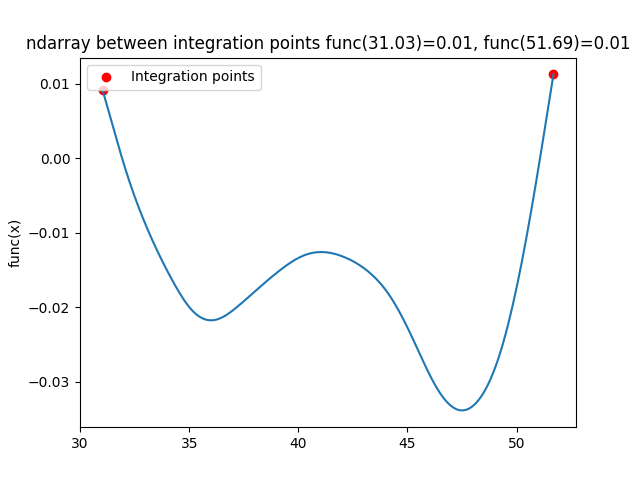 ndarray between integration points func(31.03)=0.01, func(51.69)=0.01
Integration points
func(x)
0.01
0.00
−0.01
−0.02
−0.03
30 35 40 45 50